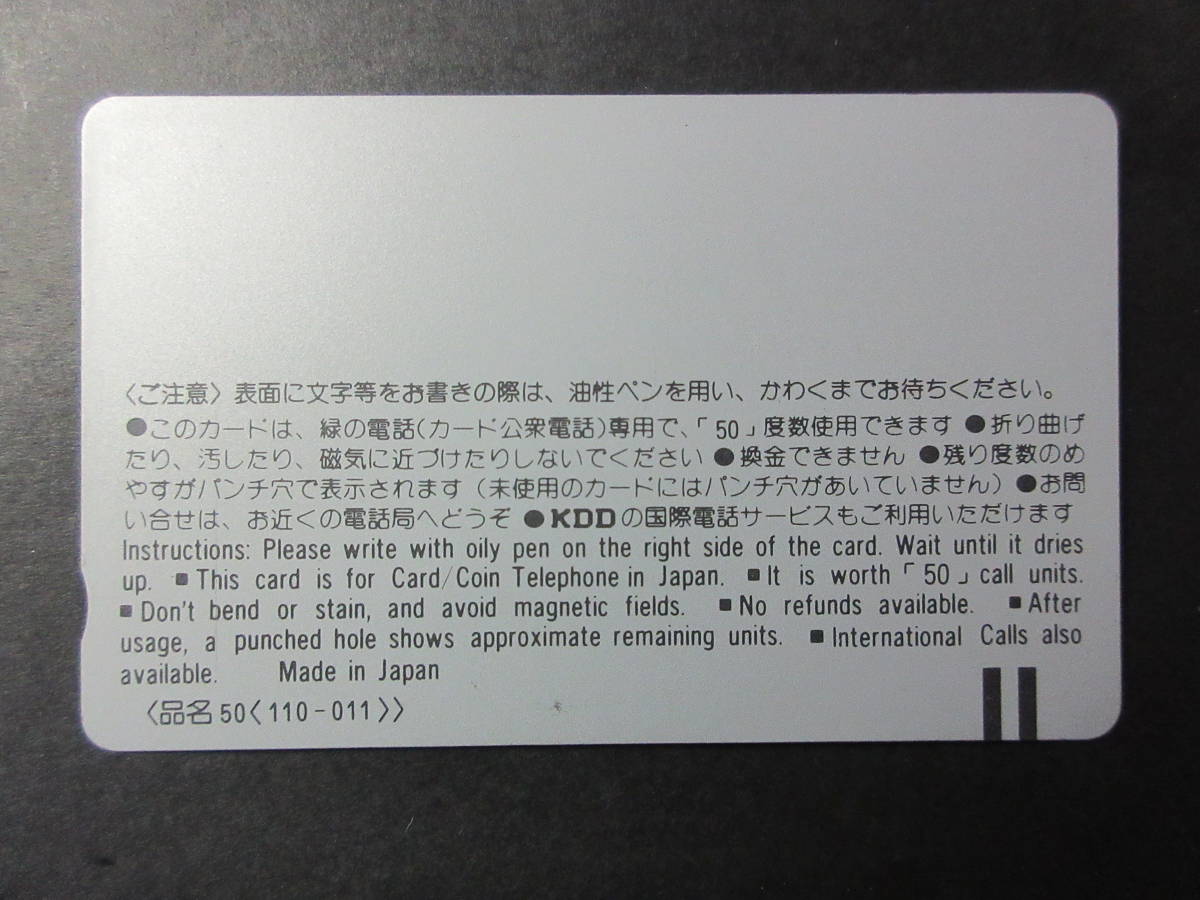 〈ご注意〉表面に文字等をお書きの際は、油性ペンを用い、かわくまでお待ちください。
●このカードは、緑の電話(カード公衆電話)専用で、「50」度数使用できます ●折り曲げ
たり、汚したり、磁気に近づけたりしないでください ●換金できません ●残り度数のめ
やすがパンチ穴で表示されます(未使用のカードにはパンチ穴があいていません) ●お問
い合せは、お近くの電話局へどうぞ ●KDDの国際電話サービスもご利用いただけます
Instructions: Please write with oily pen on the right side of the card. Wait until it dries
up. ■This card is for Card/Coin Telephone in Japan. ■It is worth「50」call units.
■Don't bend or stain, and avoid magnetic fields. ■No refunds available. ■After
usage, a punched hole shows approximate remaining units. ■International Calls also
available. Made in Japan
〈品名50〈110-011〉〉